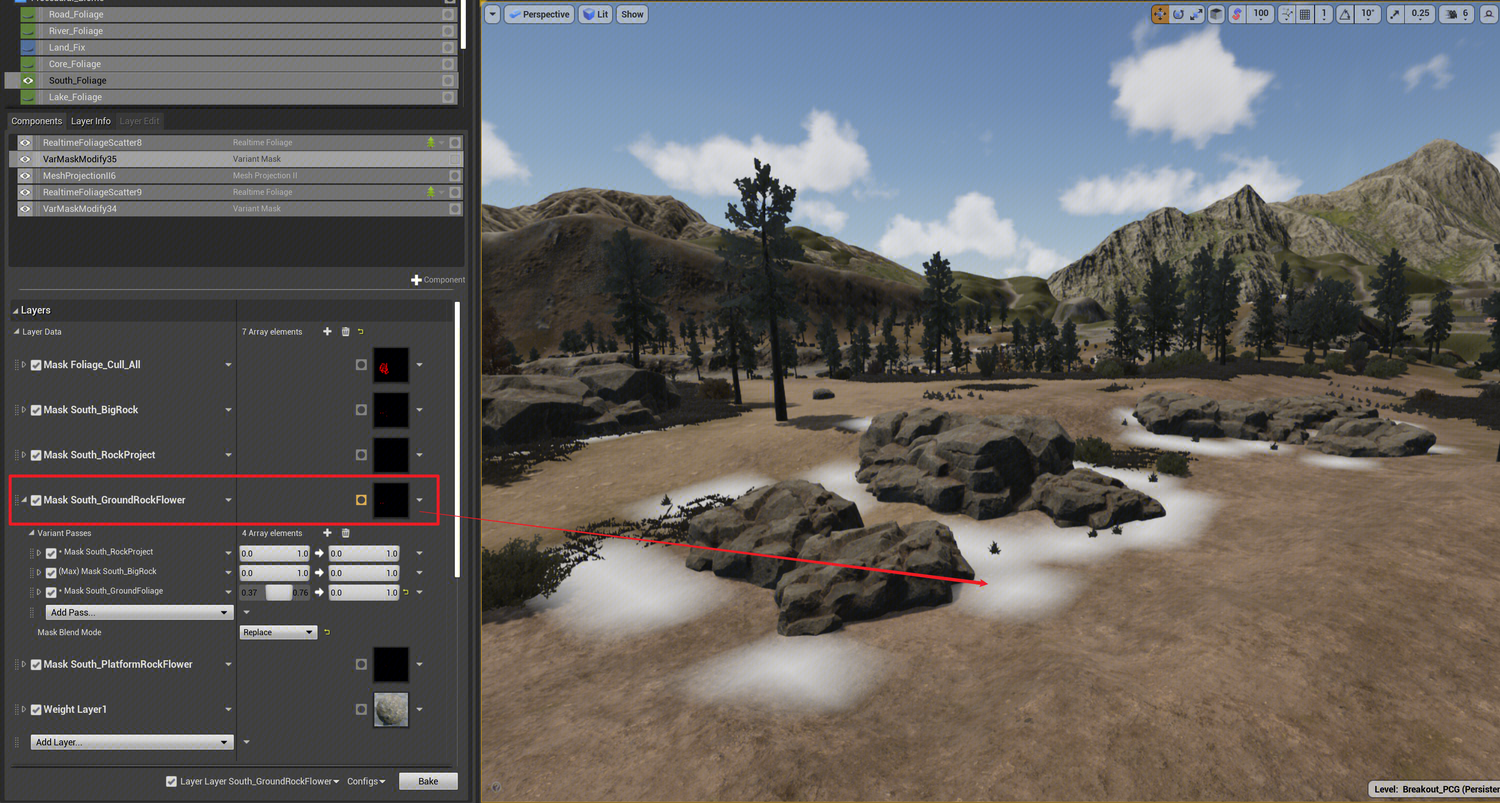 Road_Foliage
River_Foliage
Land_Fix
Core_Foliage
South_Foliage
Lake_Foliage
Components Layer Info Layer Edit
RealtimeFoliageScatter8 Realtime Foliage
VarMaskModify35 Variant Mask
MeshProjectionII6 Mesh Projection II
RealtimeFoliageScatter9 Realtime Foliage
VarMaskModify34 Variant Mask
Component
Layers
Layer Data 7 Array elements
Mask Foliage_Cull_All
Mask South_BigRock
Mask South_RockProject
Mask South_GroundRockFlower
Variant Passes 4 Array elements
• Mask South_RockProject 0.0 1.0 0.0 1.0
(Max) Mask South_BigRock 0.0 1.0 0.0 1.0
• Mask South_GroundFoliage 0.37 0.76 0.0 1.0
Add Pass...
Mask Blend Mode Replace
Mask South_PlatformRockFlower
Weight Layer1
Add Layer...
Layer Layer South_GroundRockFlower Configs Bake
Perspective Lit Show
100 1 10° 0.25 6
Level: Breakout_PCG (Persister